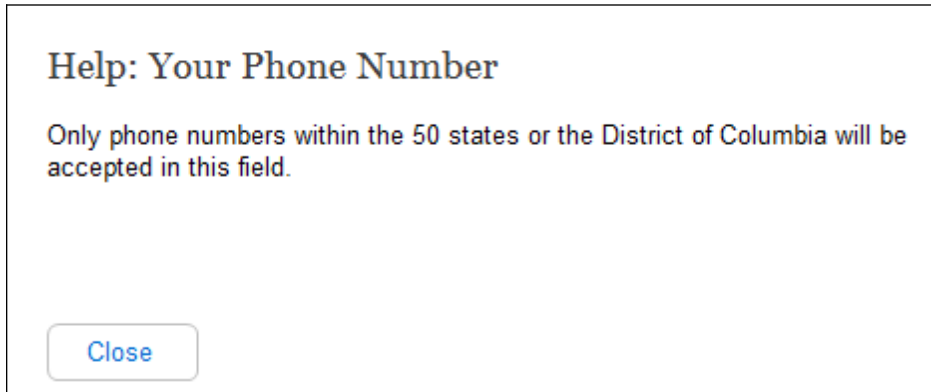 Help: Your Phone Number
Only phone numbers within the 50 states or the District of Columbia will be
accepted in this field.
Close